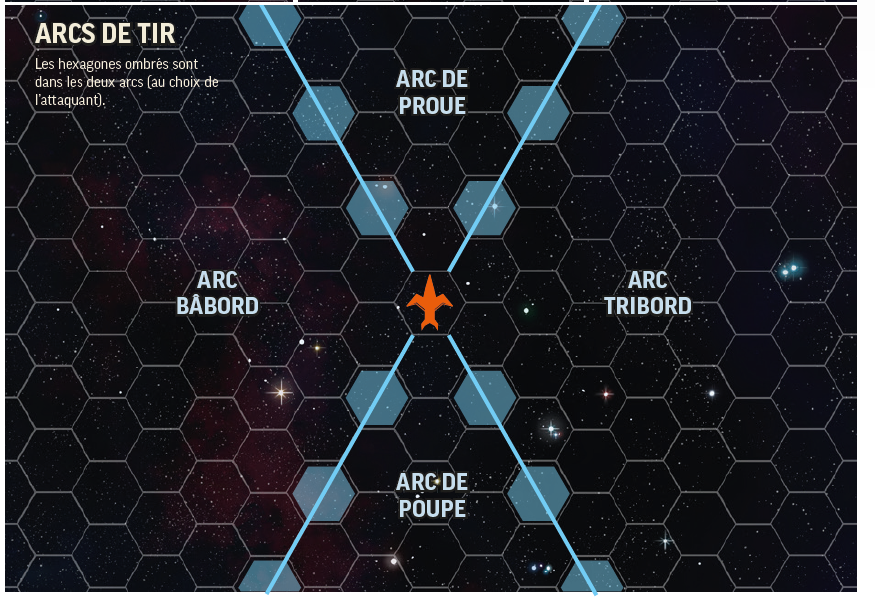 ARCS DE TIR
Les hexagones ombrés sont
dans les deux arcs (au choix de
l'attaquant).
ARC DE
PROUE
ARC
BÂBORD
ARC
TRIBORD
ARC DE
POUPE